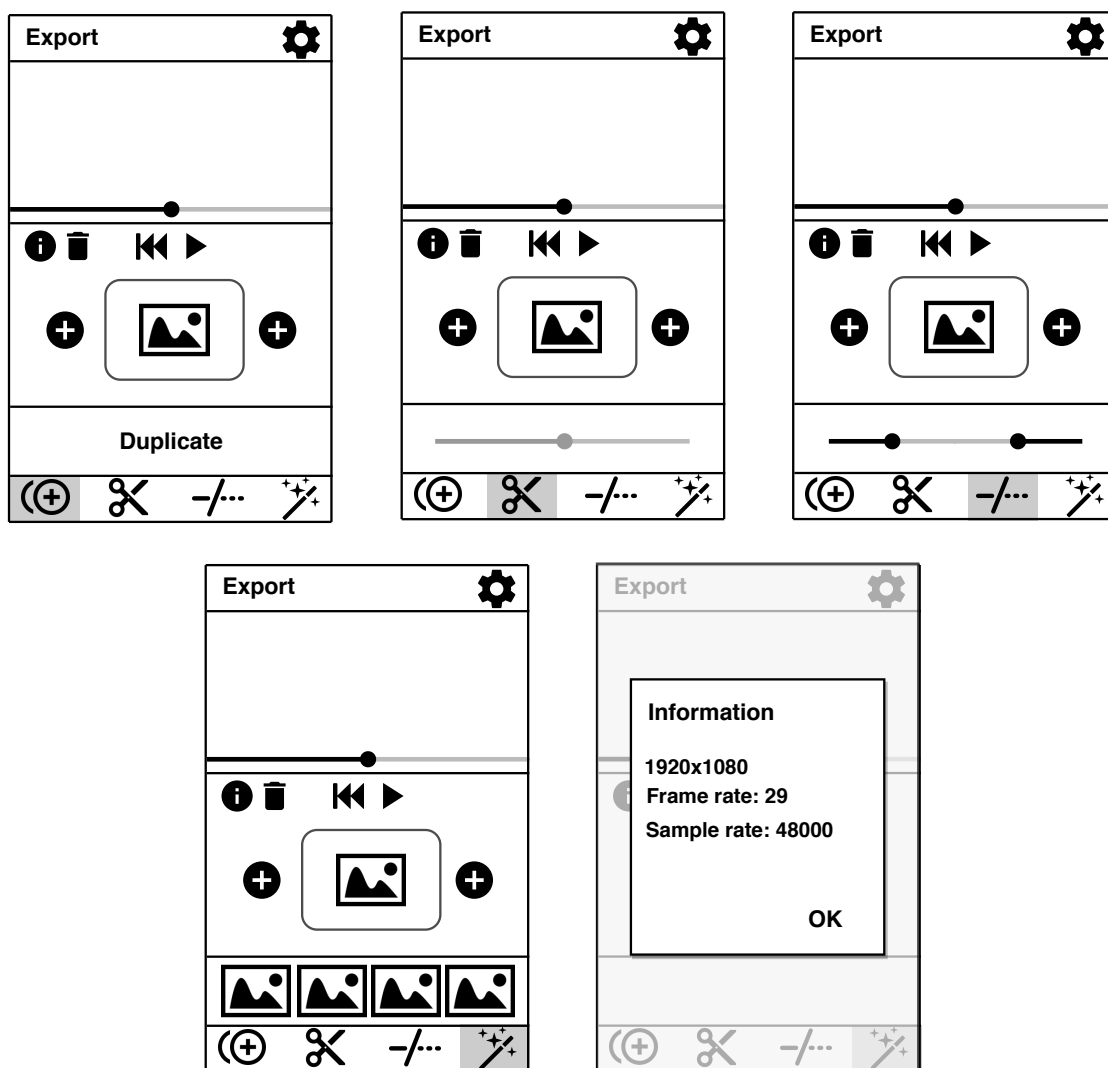 Export
Export
Export
Duplicate
Export
Export
Information
1920x1080
Frame rate: 29
Sample rate: 48000
OK